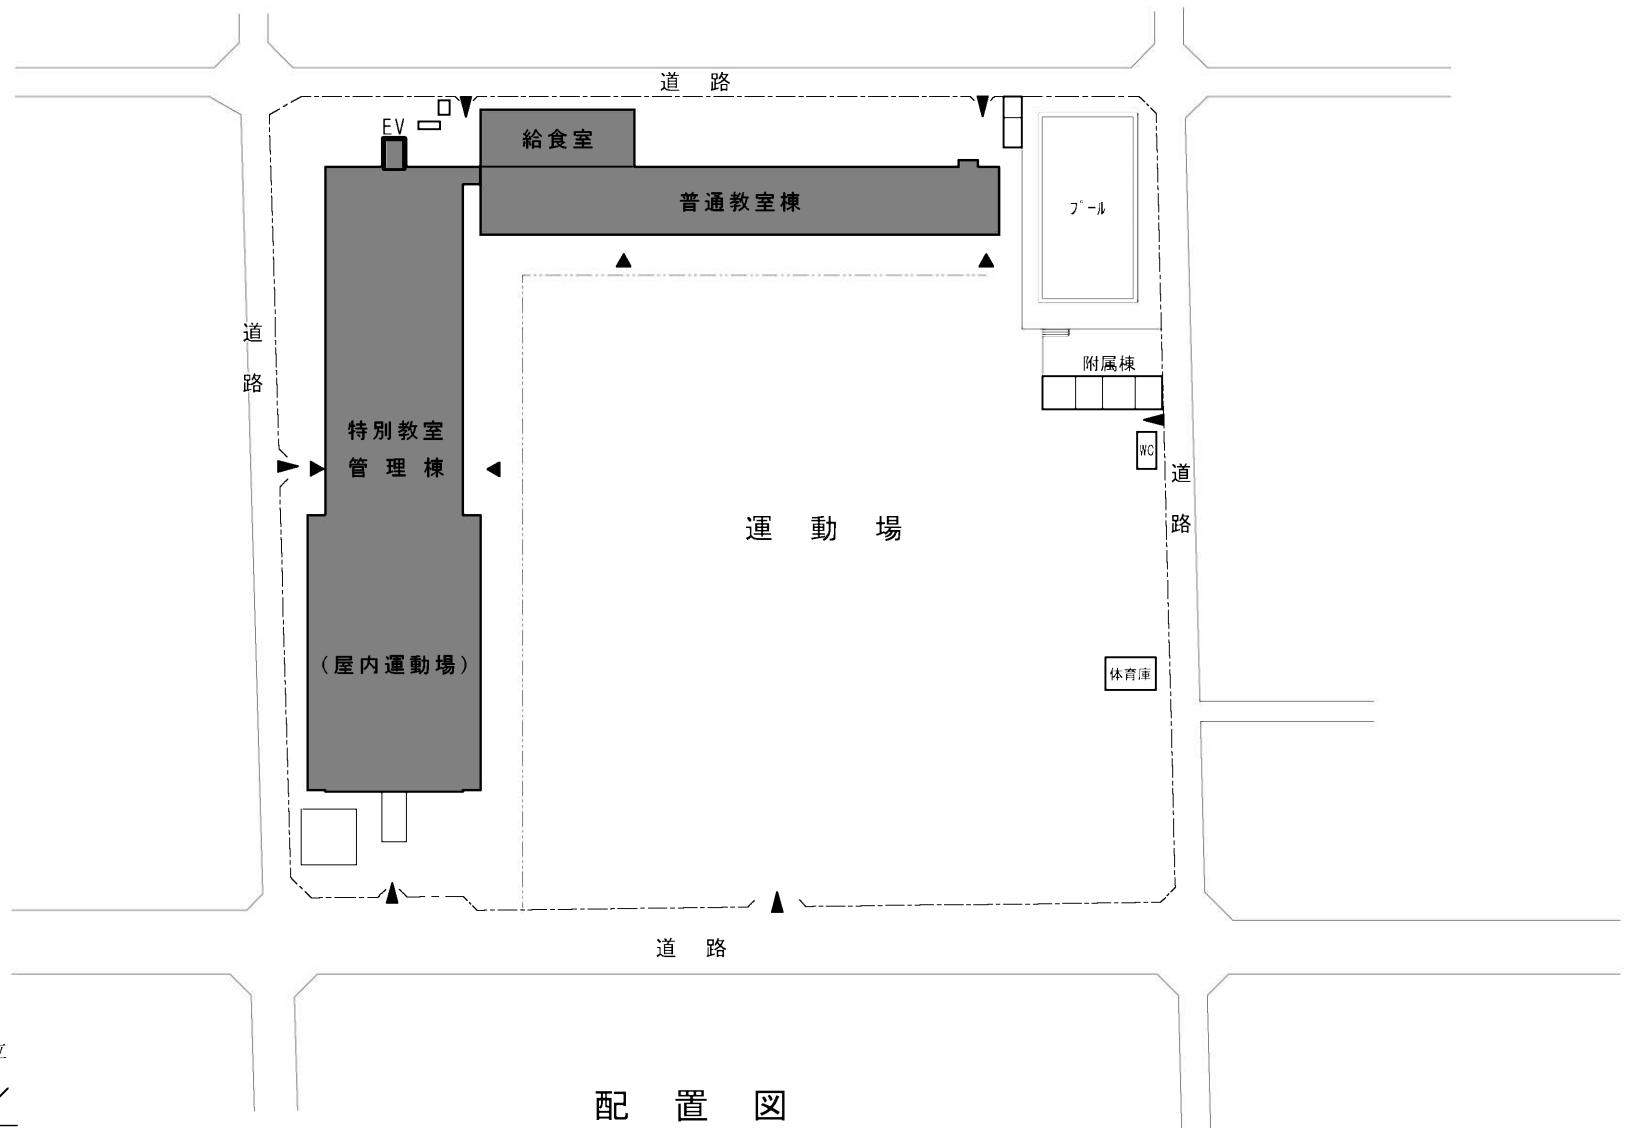 道路
EV
給食室
普通教室棟
プール
道路
附属棟
特別教室
管理棟
WC
道路
運動場
(屋内運動場)
体育庫
道路
配置図